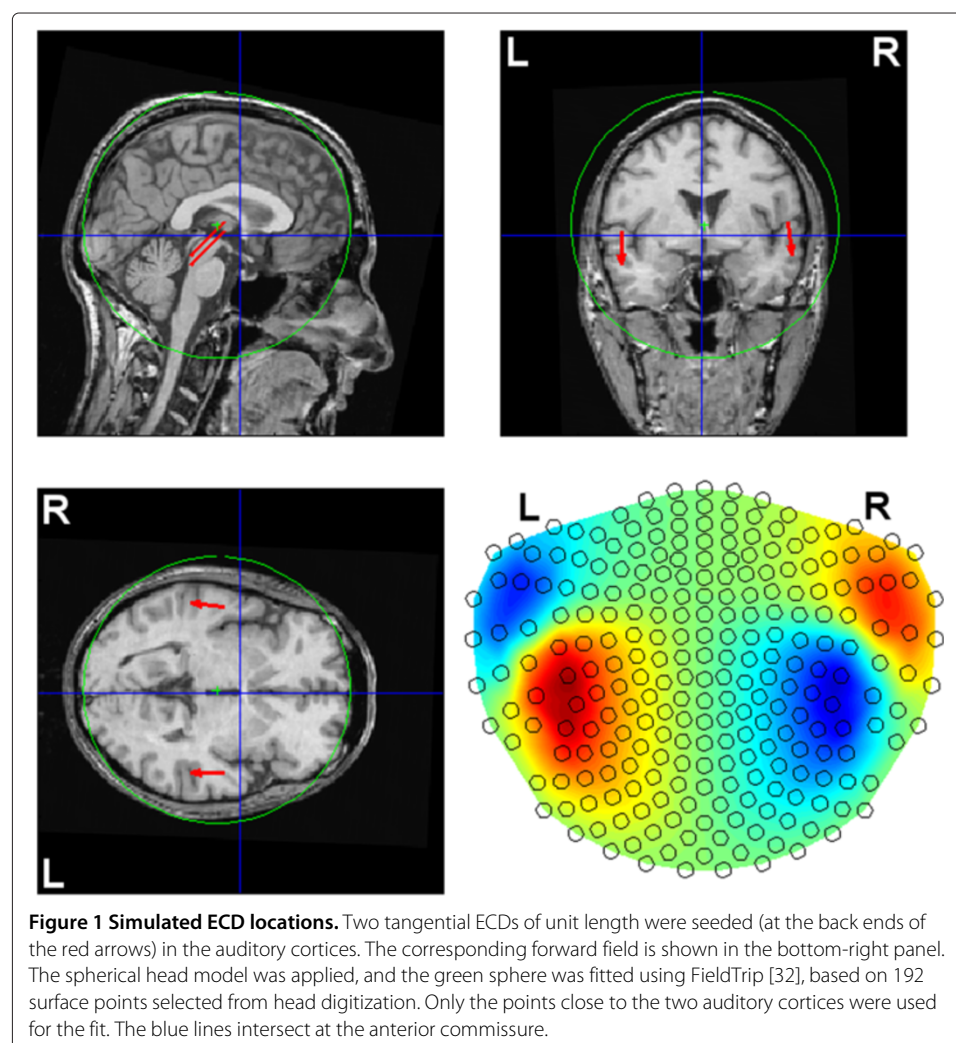 L R
R
L
L R
Figure 1 Simulated ECD locations. Two tangential ECDs of unit length were seeded (at the back ends of
the red arrows) in the auditory cortices. The corresponding forward field is shown in the bottom-right panel.
The spherical head model was applied, and the green sphere was fitted using FieldTrip [32], based on 192
surface points selected from head digitization. Only the points close to the two auditory cortices were used
for the fit. The blue lines intersect at the anterior commissure.